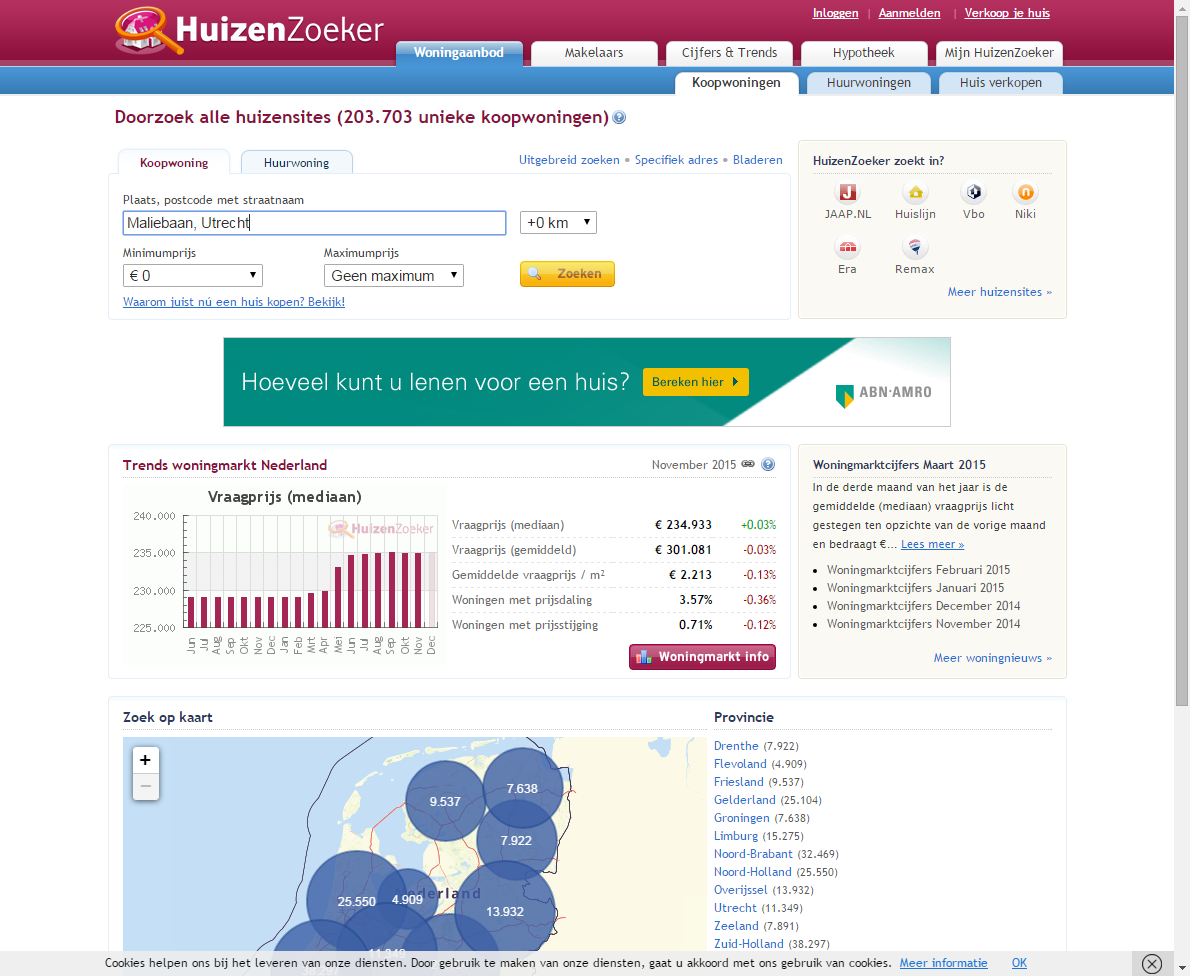 Inloggen | Aanmelden | Verkoop je huis
HuizenZoeker
Woningaanbod Makelaars Cijfers & Trends Hypotheek Mijn HuizenZoeker
Koopwoningen Huurwoningen Huis verkopen
Doorzoek alle huizensites (203.703 unieke koopwoningen) ?
Koopwoning Huurwoning
Uitgebreid zoeken • Specifiek adres • Bladeren
Plaats, postcode met straatnaam
Maliebaan, Utrecht +0 km
Minimumprijs Maximumprijs
€ 0 Geen maximum Zoeken
Waarom juist nú een huis kopen? Bekijk!
HuizenZoeker zoekt in?
JAAP.NL Huislijn Vbo Niki
Era Remax
Meer huizensites »
Hoeveel kunt u lenen voor een huis? Bereken hier
ABN·AMRO
Trends woningmarkt Nederland November 2015 ?
Vraagprijs (mediaan)
HuizenZoeker
240.000
235.000
230.000
225.000
Jun Jul Aug Sep Okt Nov Dec Jan Feb Mrt Apr Mei Jun Jul Aug Sep Okt Nov Dec
Vraagprijs (mediaan) € 234.933 +0.03%
Vraagprijs (gemiddeld) € 301.081 -0.03%
Gemiddelde vraagprijs / m² € 2.213 -0.13%
Woningen met prijsdaling 3.57% -0.36%
Woningen met prijsstijging 0.71% -0.12%
Woningmarkt info
Woningmarktcijfers Maart 2015
In de derde maand van het jaar is de
gemiddelde (mediaan) vraagprijs licht
gestegen ten opzichte van de vorige maand
en bedraagt €... Lees meer »
• Woningmarktcijfers Februari 2015
• Woningmarktcijfers Januari 2015
• Woningmarktcijfers December 2014
• Woningmarktcijfers November 2014
Meer woningnieuws »
Zoek op kaart
+
−
9.537
7.638
7.922
25.550
4.909
13.932
Provincie
Drenthe (7.922)
Flevoland (4.909)
Friesland (9.537)
Gelderland (25.104)
Groningen (7.638)
Limburg (15.275)
Noord-Brabant (32.469)
Noord-Holland (25.550)
Overijssel (13.932)
Utrecht (11.349)
Zeeland (7.891)
Zuid-Holland (38.297)
Cookies helpen ons bij het leveren van onze diensten. Door gebruik te maken van onze diensten, gaat u akkoord met ons gebruik van cookies. Meer informatie OK